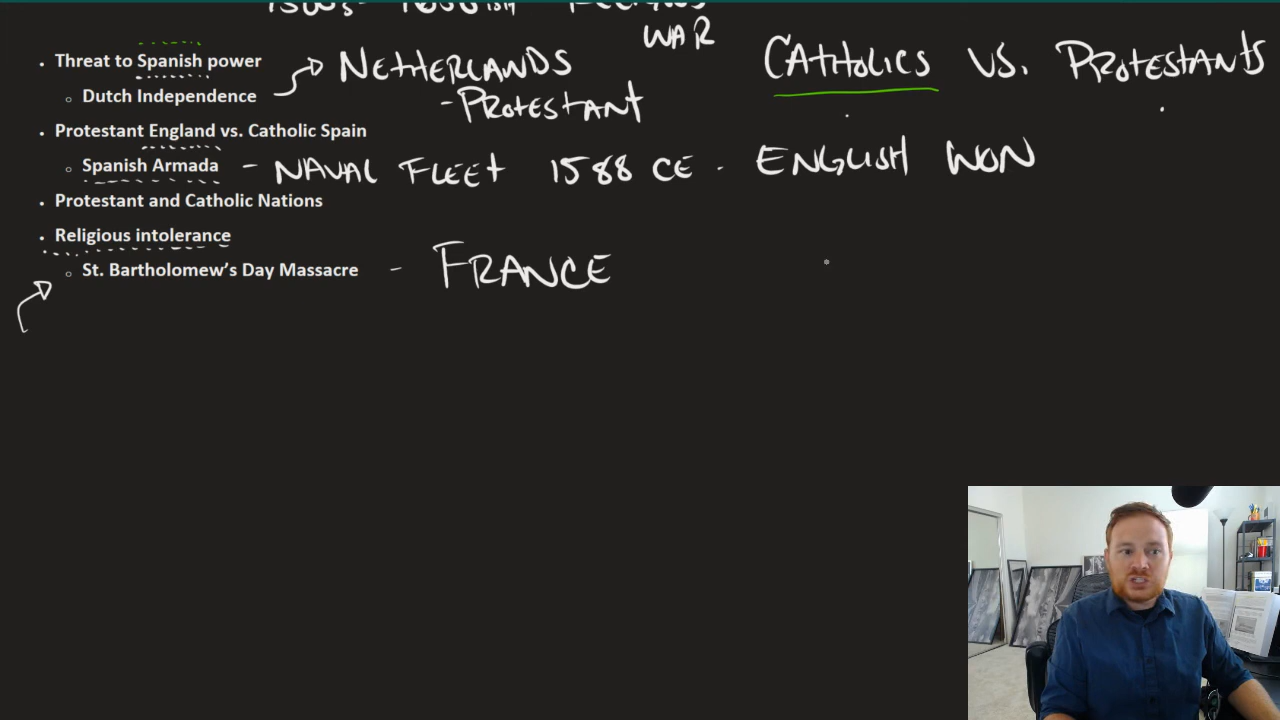 WAR
Threat to Spanish power
NETHERLANDS
CATHOLICS VS. PROTESTANTS
Dutch Independence
- PROTESTANT
Protestant England vs. Catholic Spain
Spanish Armada - NAVAL FLEET 1588 CE - ENGLISH WON
Protestant and Catholic Nations
Religious intolerance
St. Bartholomew's Day Massacre - FRANCE